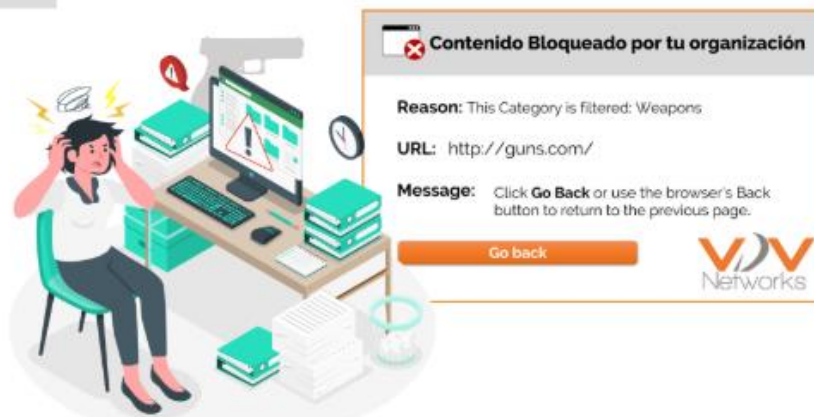 Contenido Bloqueado por tu organización
Reason: This Category is filtered: Weapons
URL: http://guns.com/
Message: Click Go Back or use the browser's Back
button to return to the previous page.
Go back
VDV
Networks